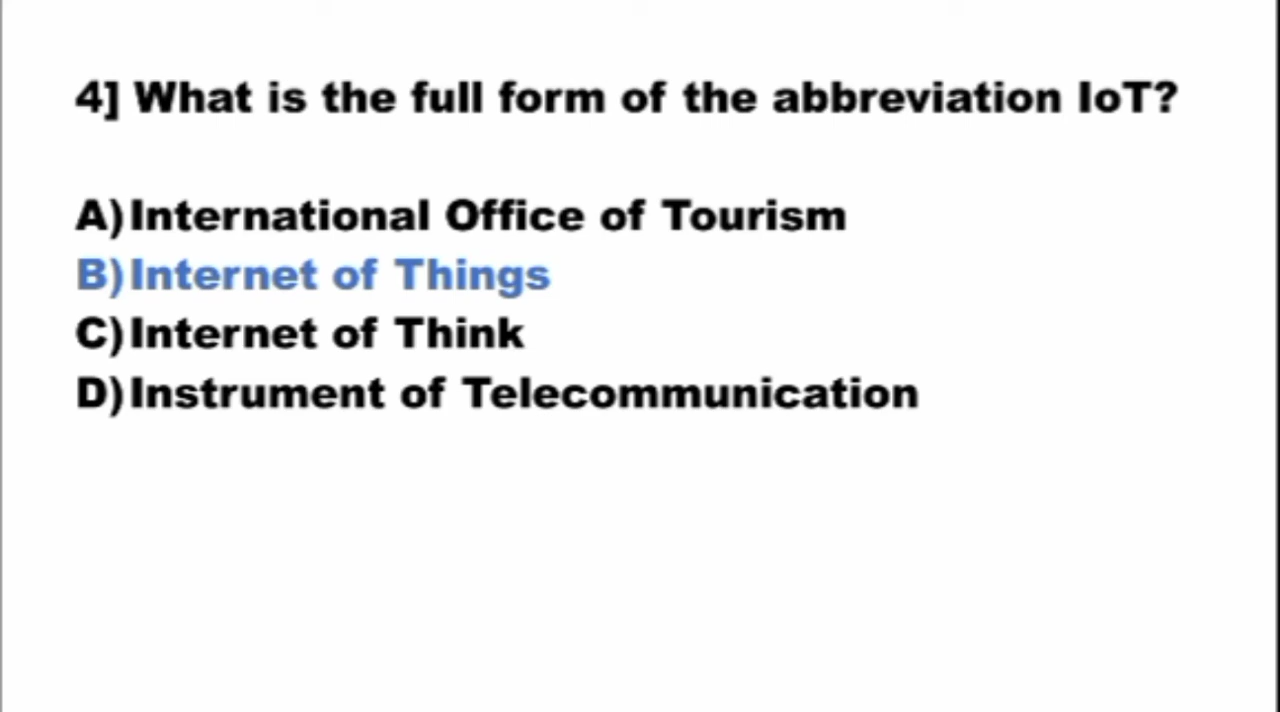 4] What is the full form of the abbreviation IoT?
A) International Office of Tourism
B) Internet of Things
C) Internet of Think
D) Instrument of Telecommunication